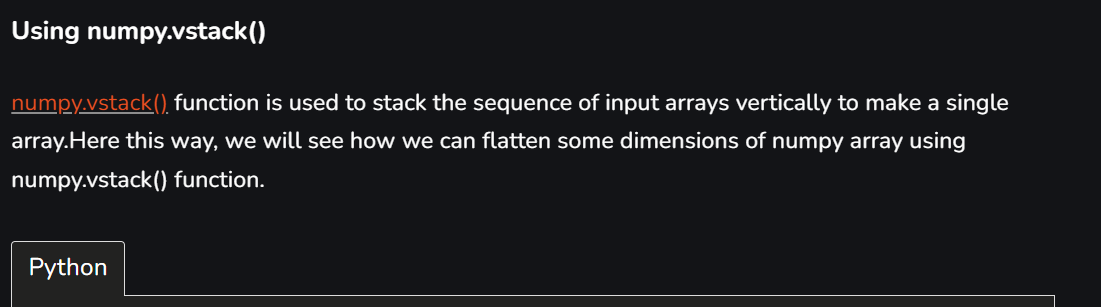 Using numpy.vstack()
numpy.vstack() function is used to stack the sequence of input arrays vertically to make a single
array.Here this way, we will see how we can flatten some dimensions of numpy array using
numpy.vstack() function.
Python